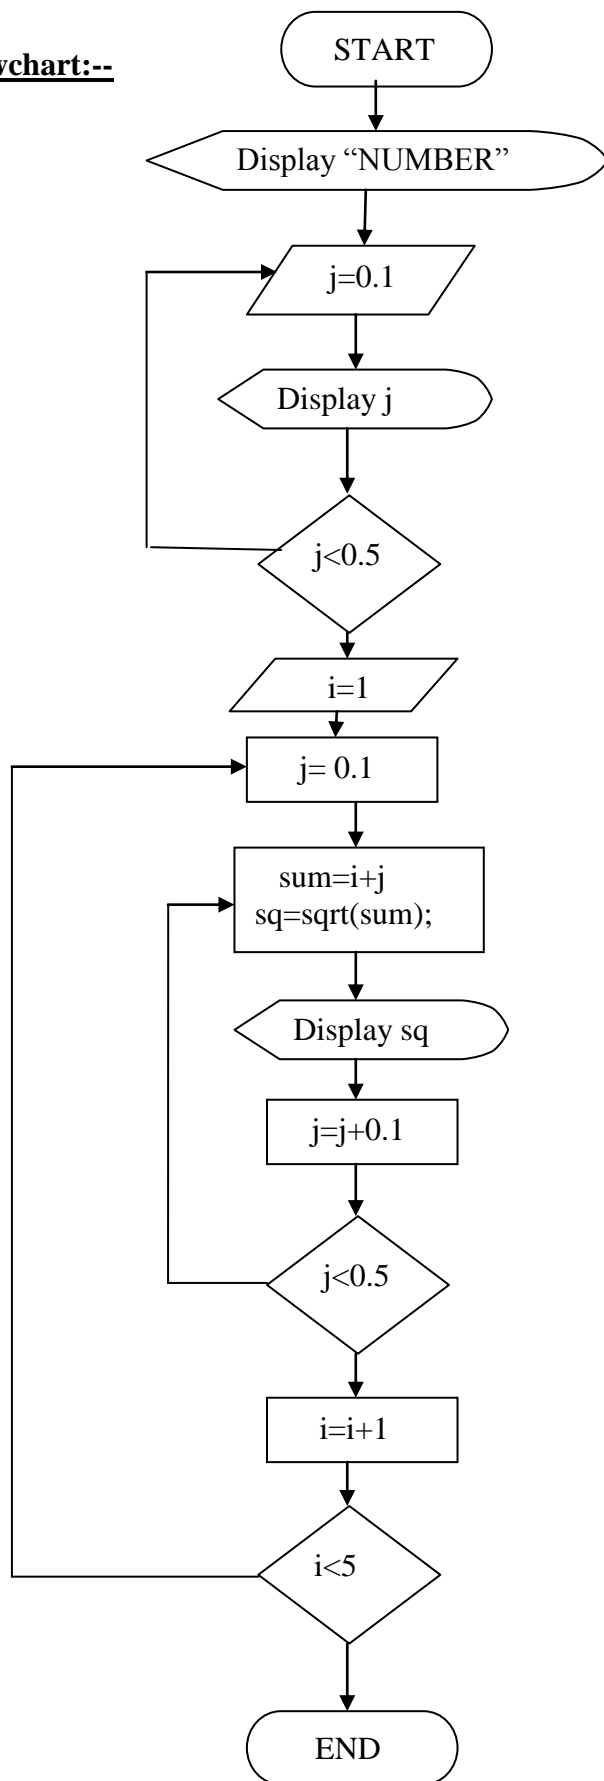 wchart:--
START
Display “NUMBER”
j=0.1
Display j
j<0.5
i=1
j= 0.1
sum=i+j
sq=sqrt(sum);
Display sq
j=j+0.1
j<0.5
i=i+1
i<5
END